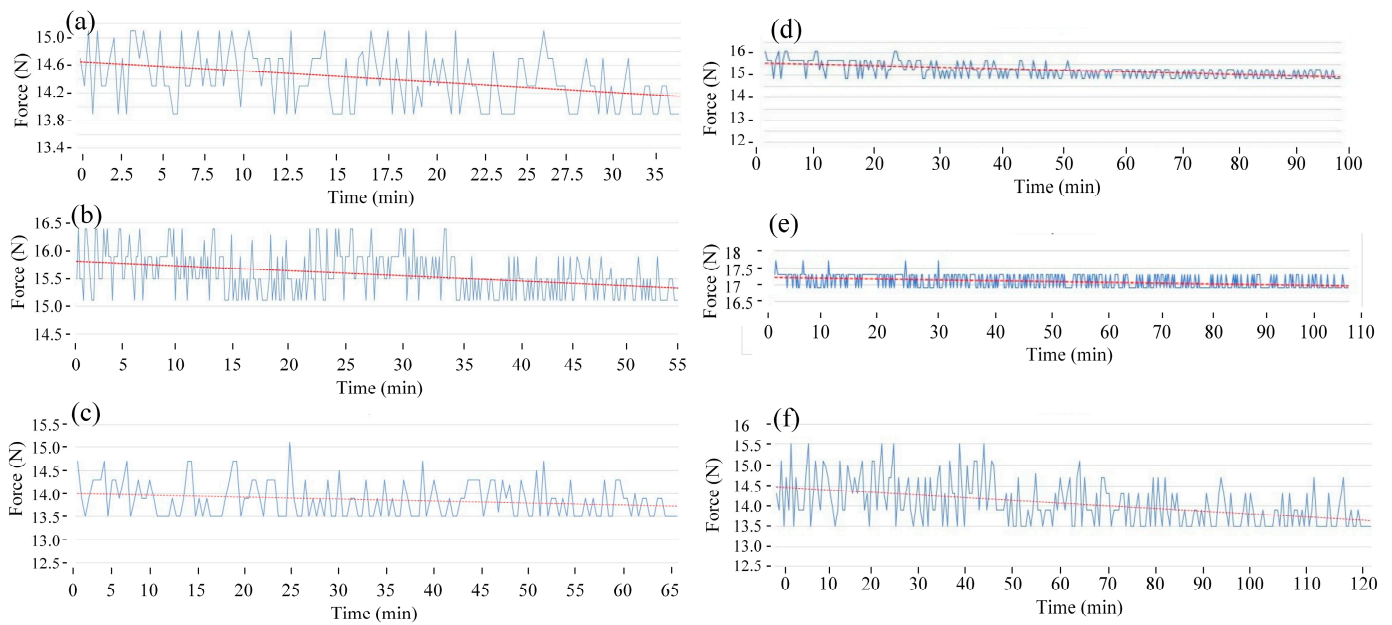 (a)
Force (N)
15.0
14.6
14.2
13.8
13.4
0 2.5 5 7.5 10 12.5 15 17.5 20 22.5 25 27.5 30 32.5 35
Time (min)
(b)
Force (N)
16.5
16.0
15.5
15.0
14.5
0 5 10 15 20 25 30 35 40 45 50 55
Time (min)
(c)
Force (N)
15.5
15.0
14.5
14.0
13.5
13.0
12.5
0 5 10 15 20 25 30 35 40 45 50 55 60 65
Time (min)
(d)
Force (N)
16
15
14
13
12
0 10 20 30 40 50 60 70 80 90 100
Time (min)
(e)
Force (N)
18
17.5
17
16.5
0 10 20 30 40 50 60 70 80 90 100 110
Time (min)
(f)
Force (N)
16
15.5
15.0
14.5
14.0
13.5
13.0
12.5
0 10 20 30 40 50 60 70 80 90 100 110 120
Time (min)